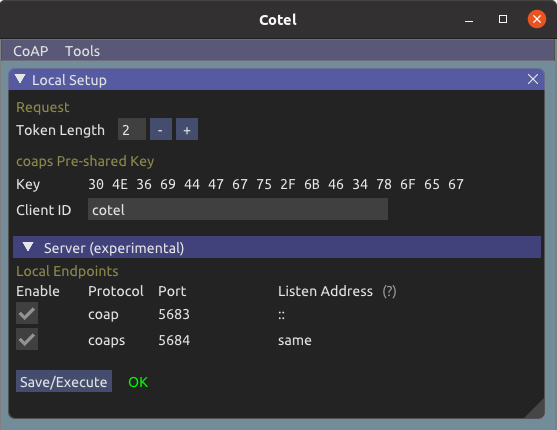 Cotel
CoAP Tools
Local Setup
Request
Token Length 2 - +
coaps Pre-shared Key
Key 30 4E 36 69 44 47 67 75 2F 6B 46 34 78 6F 65 67
Client ID cotel
Server (experimental)
Local Endpoints
Enable Protocol Port Listen Address (?)
coap 5683 ::
coaps 5684 same
Save/Execute OK